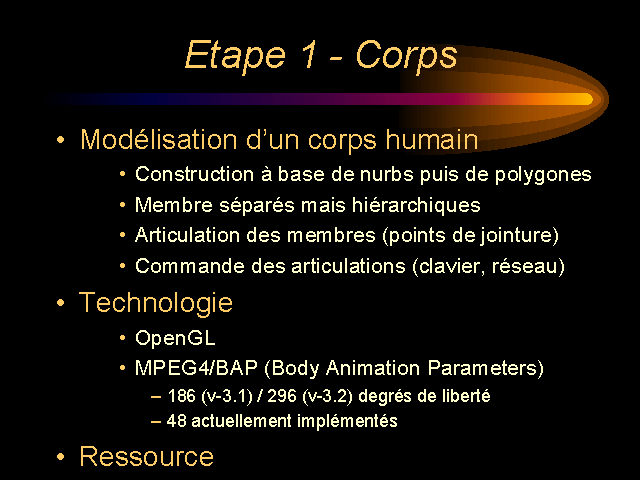 Etape 1 - Corps
• Modélisation d’un corps humain
• Construction à base de nurbs puis de polygones
• Membre séparés mais hiérarchiques
• Articulation des membres (points de jointure)
• Commande des articulations (clavier, réseau)
• Technologie
• OpenGL
• MPEG4/BAP (Body Animation Parameters)
– 186 (v-3.1) / 296 (v-3.2) degrés de liberté
– 48 actuellement implémentés
• Ressource